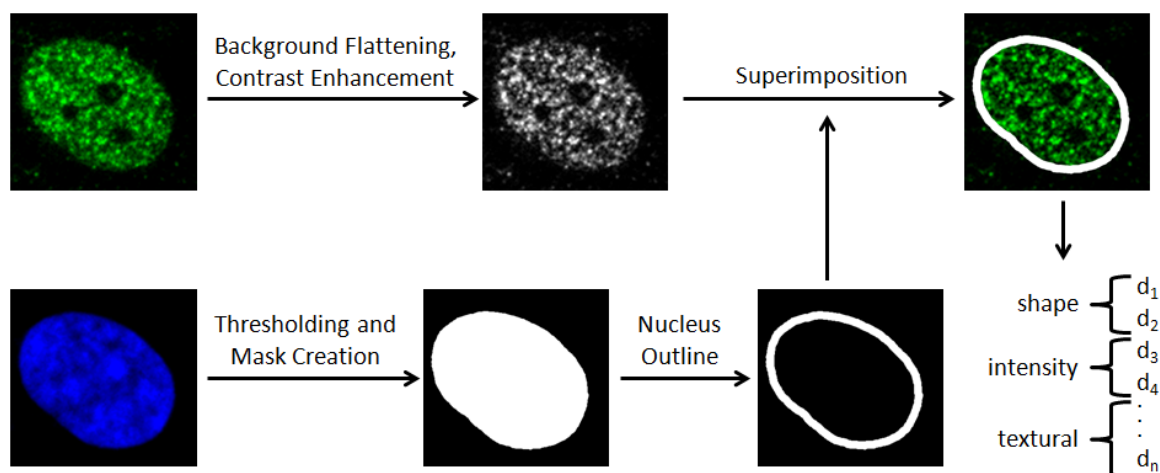 Background Flattening,
Contrast Enhancement
Superimposition
Thresholding and
Mask Creation
Nucleus
Outline
shape
d₁
d₂
intensity
d₃
d₄
textural
:
:
dₙ